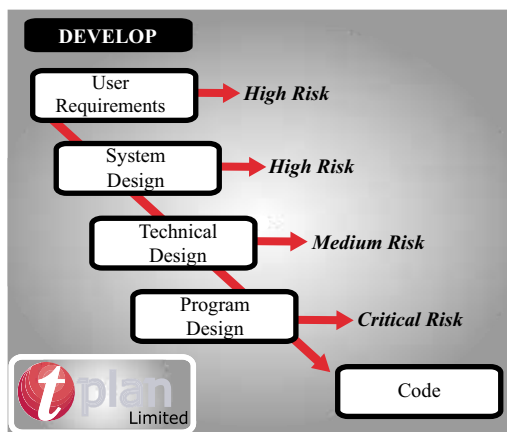 DEVELOP
User
Requirements
High Risk
System
Design
High Risk
Technical
Design
Medium Risk
Program
Design
Critical Risk
Code
t plan
Limited